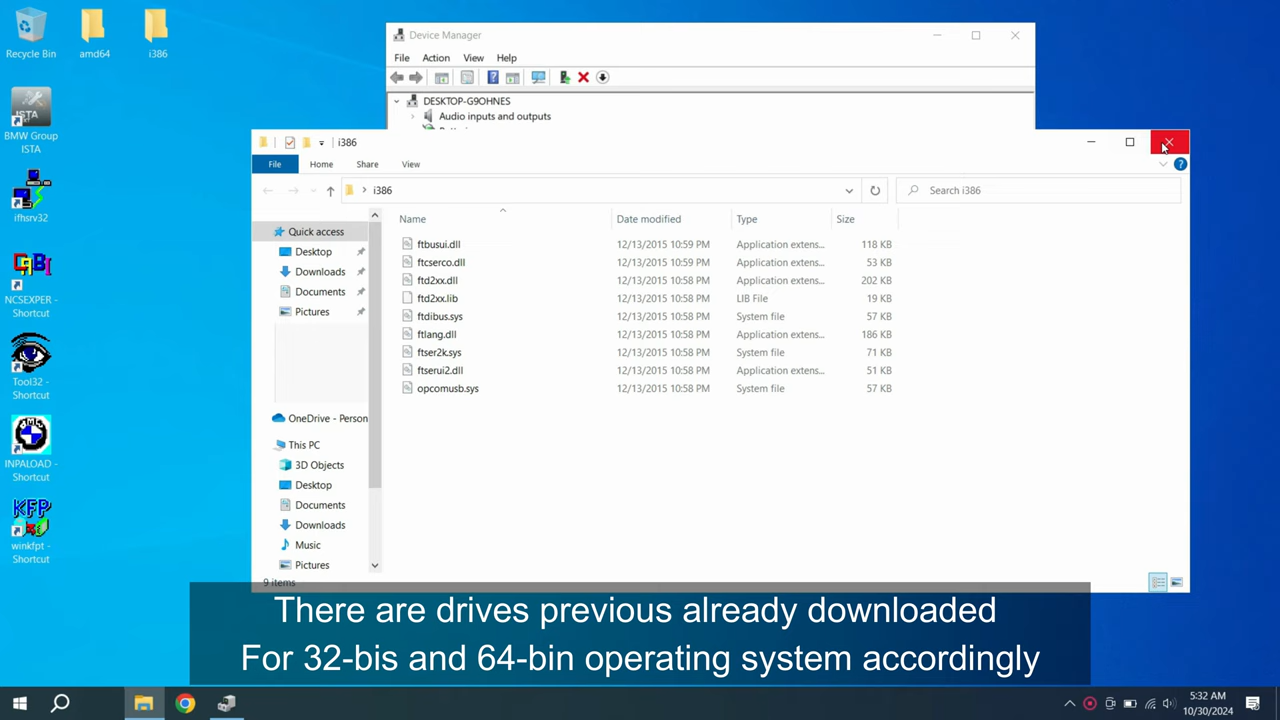 Recycle Bin
amd64
i386
BMW Group
ISTA
ifhsrv32
NCSEXPER -
Shortcut
Tool32 -
Shortcut
INPALOAD -
Shortcut
winkfpt -
Shortcut
Device Manager
File Action View Help
DESKTOP-G9OHNES
Audio inputs and outputs
i386
File Home Share View
i386
Search i386
Name Date modified Type Size
ftbusui.dll 12/13/2015 10:59 PM Application extens... 118 KB
ftcserco.dll 12/13/2015 10:59 PM Application extens... 53 KB
ftd2xx.dll 12/13/2015 10:58 PM Application extens... 202 KB
ftd2xx.lib 12/13/2015 10:58 PM LIB File 19 KB
ftdibus.sys 12/13/2015 10:58 PM System file 57 KB
ftlang.dll 12/13/2015 10:58 PM Application extens... 186 KB
ftser2k.sys 12/13/2015 10:58 PM System file 71 KB
ftserui2.dll 12/13/2015 10:58 PM Application extens... 51 KB
opcomusb.sys 12/13/2015 10:58 PM System file 57 KB
Quick access
Desktop
Downloads
Documents
Pictures
OneDrive - Person
This PC
3D Objects
Desktop
Documents
Downloads
Music
Pictures
9 items
There are drives previous already downloaded
For 32-bis and 64-bin operating system accordingly
5:32 AM
10/30/2024